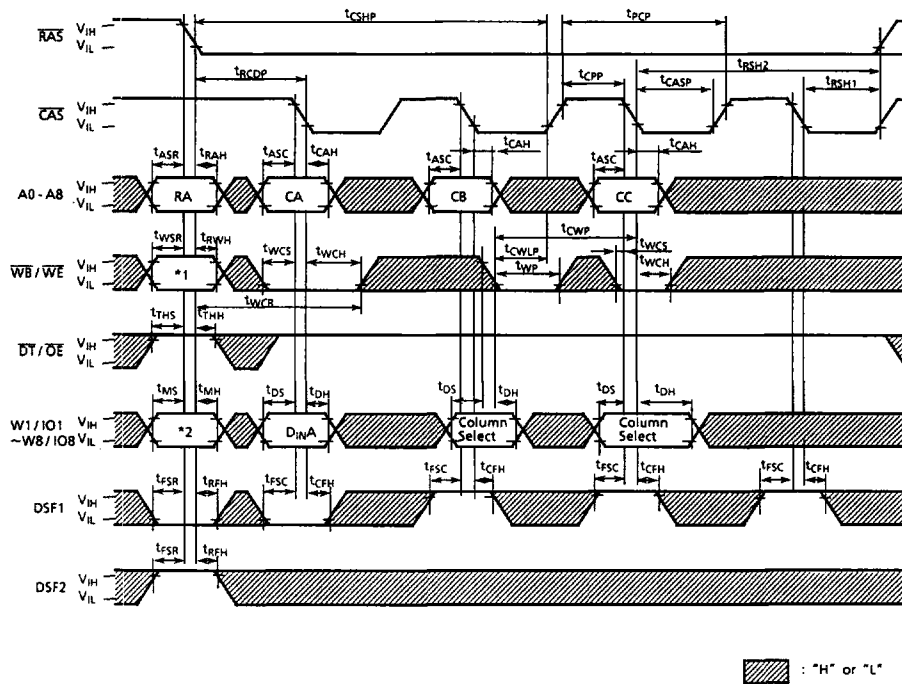 tCSHP tPCP
RAS VIH VIL
tRCDP tRSH2
tCPP tCASP tRSH1
CAS VIH VIL
tASR tRAH tASC tCAH tASC tCAH tASC tCAH
A0 - A8 VIH VIL RA CA CB CC
tWSR tRWH tWCS tWCH tCWP tCWLP tWP tWCS tWCH
WB / WE VIH VIL *1
tWCR
tTHS tTHH
DT / OE VIH VIL
tMS tMH tDS tDH tDS tDH tDS tDH
W1 / IO1 ~W8 / IO8 VIH VIL *2 DINA Column Select Column Select
tFSR tRFH tFSC tCFH tFSC tCFH tFSC tCFH tFSC tCFH
DSF1 VIH VIL
tFSR tRFH
DSF2 VIH VIL
: "H" or "L"